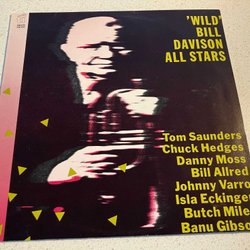 'WILD'
BILL
DAVISON
ALL STARS
Tom Saunders
Chuck Hedges
Danny Moss
Bill Allred
Johnny Varro
Isla Eckinge
Butch Mile
Banu Gibso